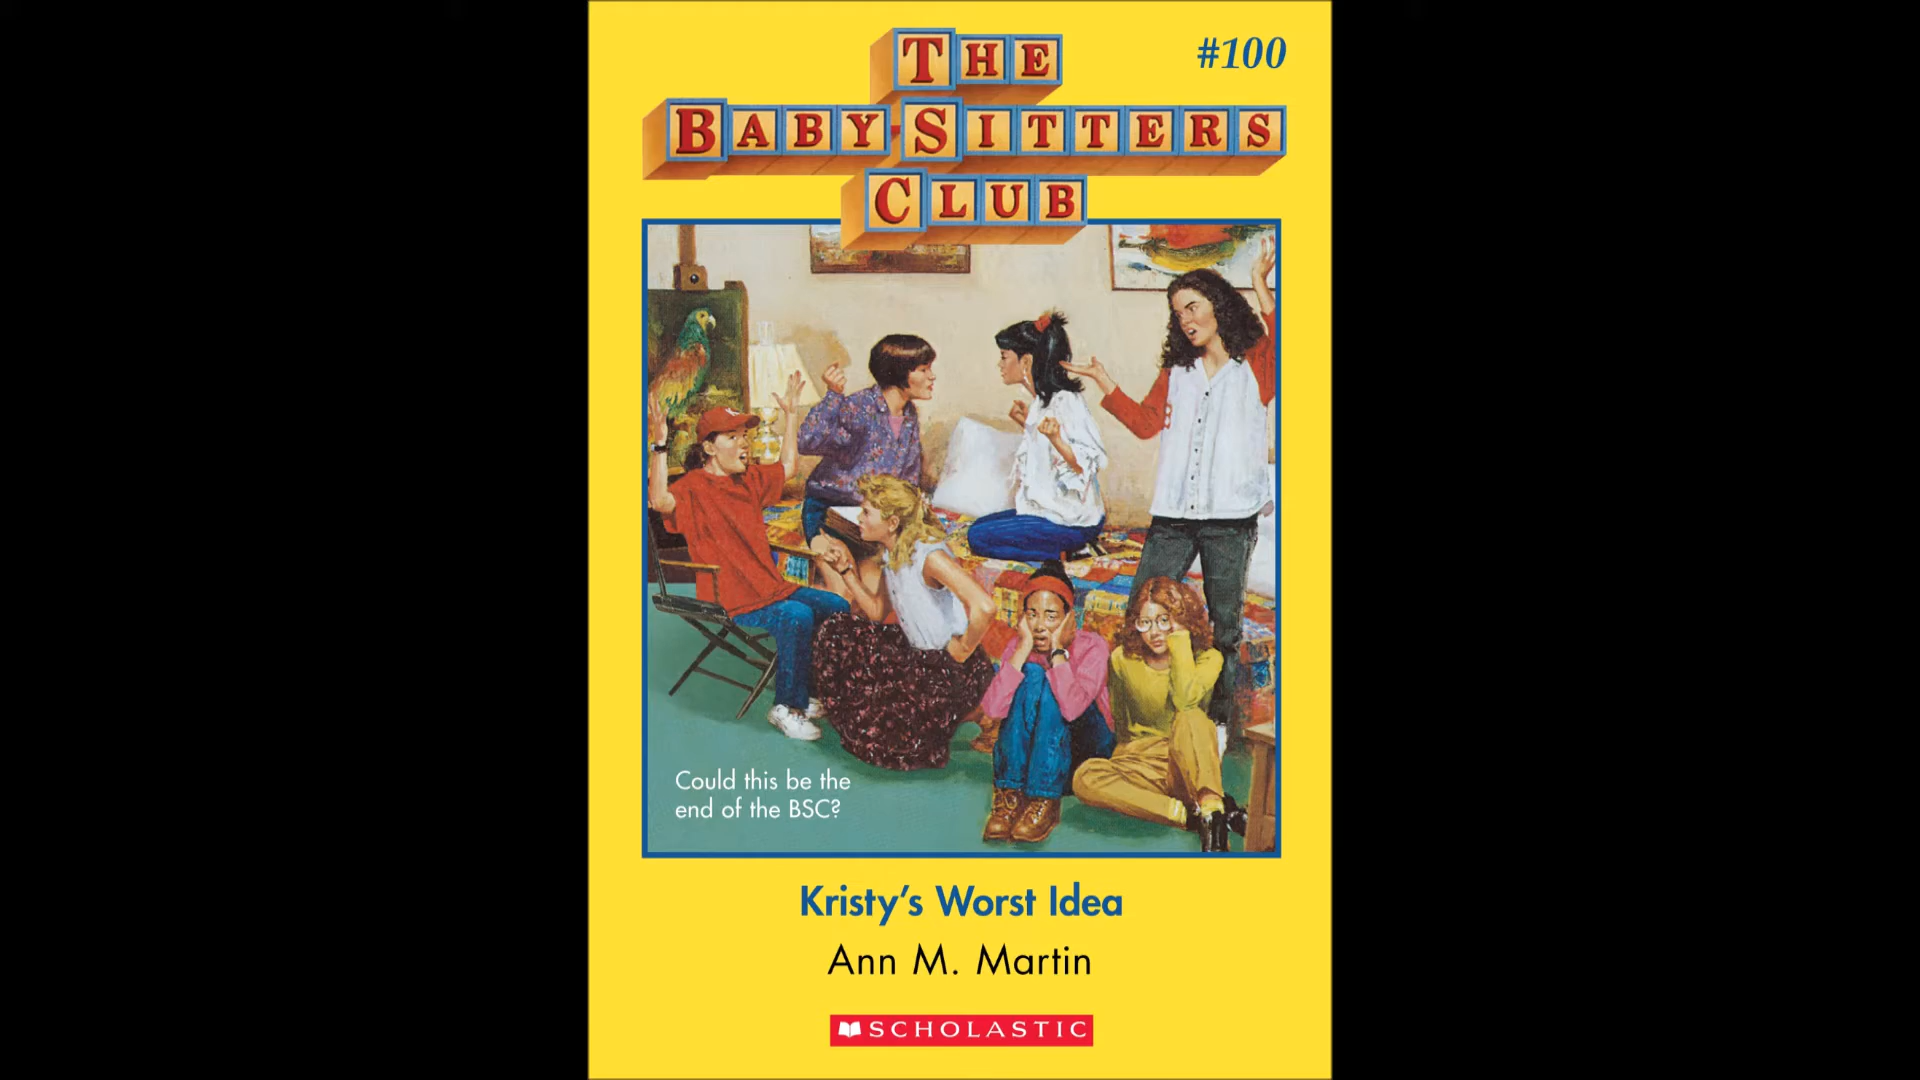 #100
THE
BABY-SITTERS
CLUB
K
Could this be the
end of the BSC?
Kristy's Worst Idea
Ann M. Martin
SCHOLASTIC